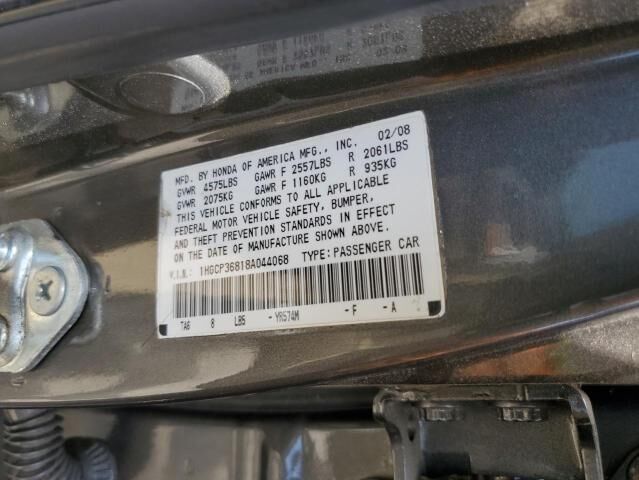 MFD. BY HONDA OF AMERICA MFG., INC. 02/08
GVWR 4575LBS GAWR F 2557LBS R 2061LBS
GVWR 2075KG GAWR F 1160KG R 935KG
THIS VEHICLE CONFORMS TO ALL APPLICABLE
FEDERAL MOTOR VEHICLE SAFETY, BUMPER,
AND THEFT PREVENTION STANDARDS IN EFFECT
ON THE DATE OF MANUFACTURE SHOWN ABOVE.
V.I.N.: 1HGCP36818A044068 TYPE: PASSENGER CAR
TA6 8 LB5 - YR574M - F - A